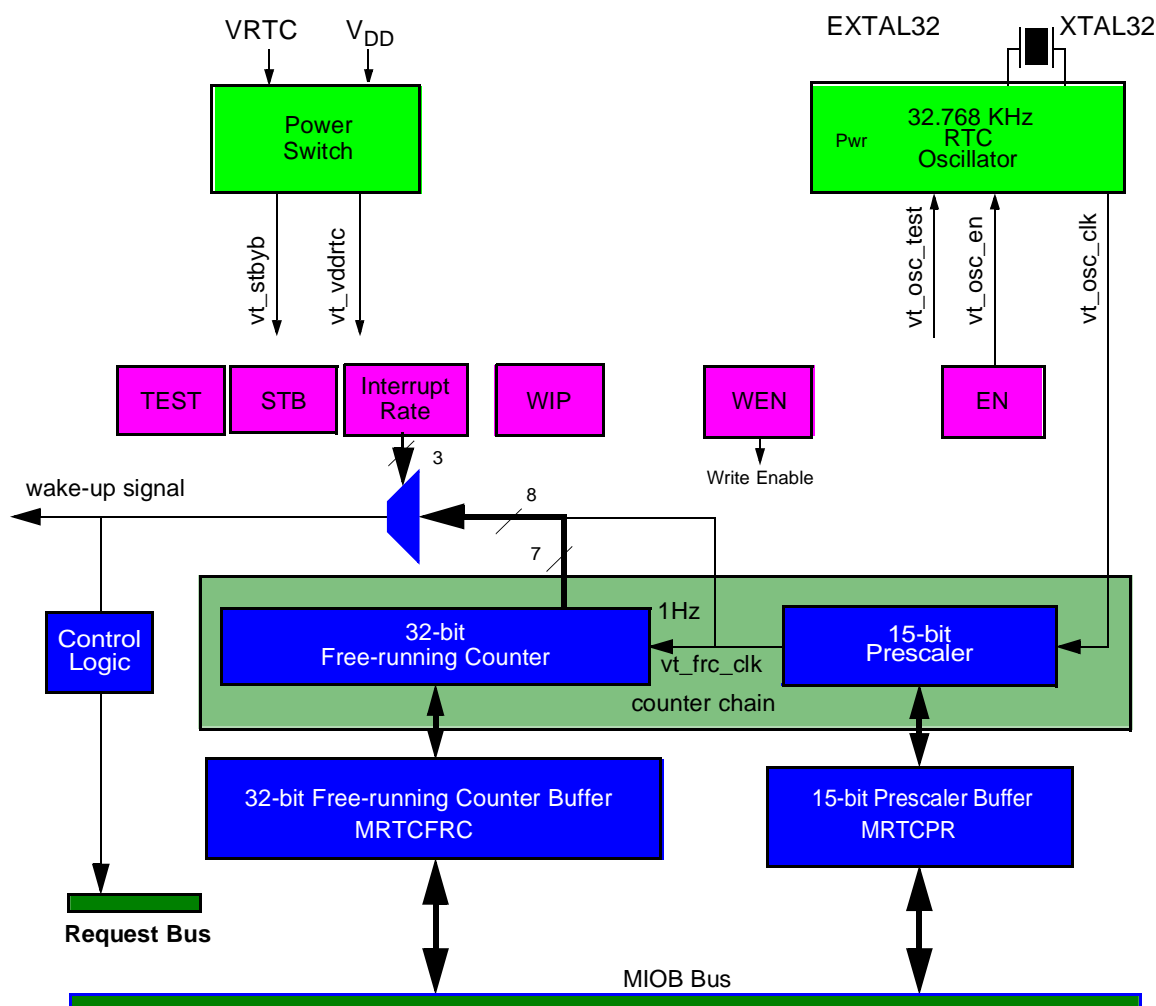 VRTC
VDD
EXTAL32
XTAL32
Power
Switch
Pwr
32.768 KHz
RTC
Oscillator
vt_stbyb
vt_vddrtc
vt_osc_test
vt_osc_en
vt_osc_clk
TEST
STB
Interrupt
Rate
WIP
WEN
EN
3
Write Enable
wake-up signal
8
7
Control
Logic
32-bit
Free-running Counter
1Hz
vt_frc_clk
15-bit
Prescaler
counter chain
32-bit Free-running Counter Buffer
MRTCFRC
15-bit Prescaler Buffer
MRTCPR
Request Bus
MIOB Bus